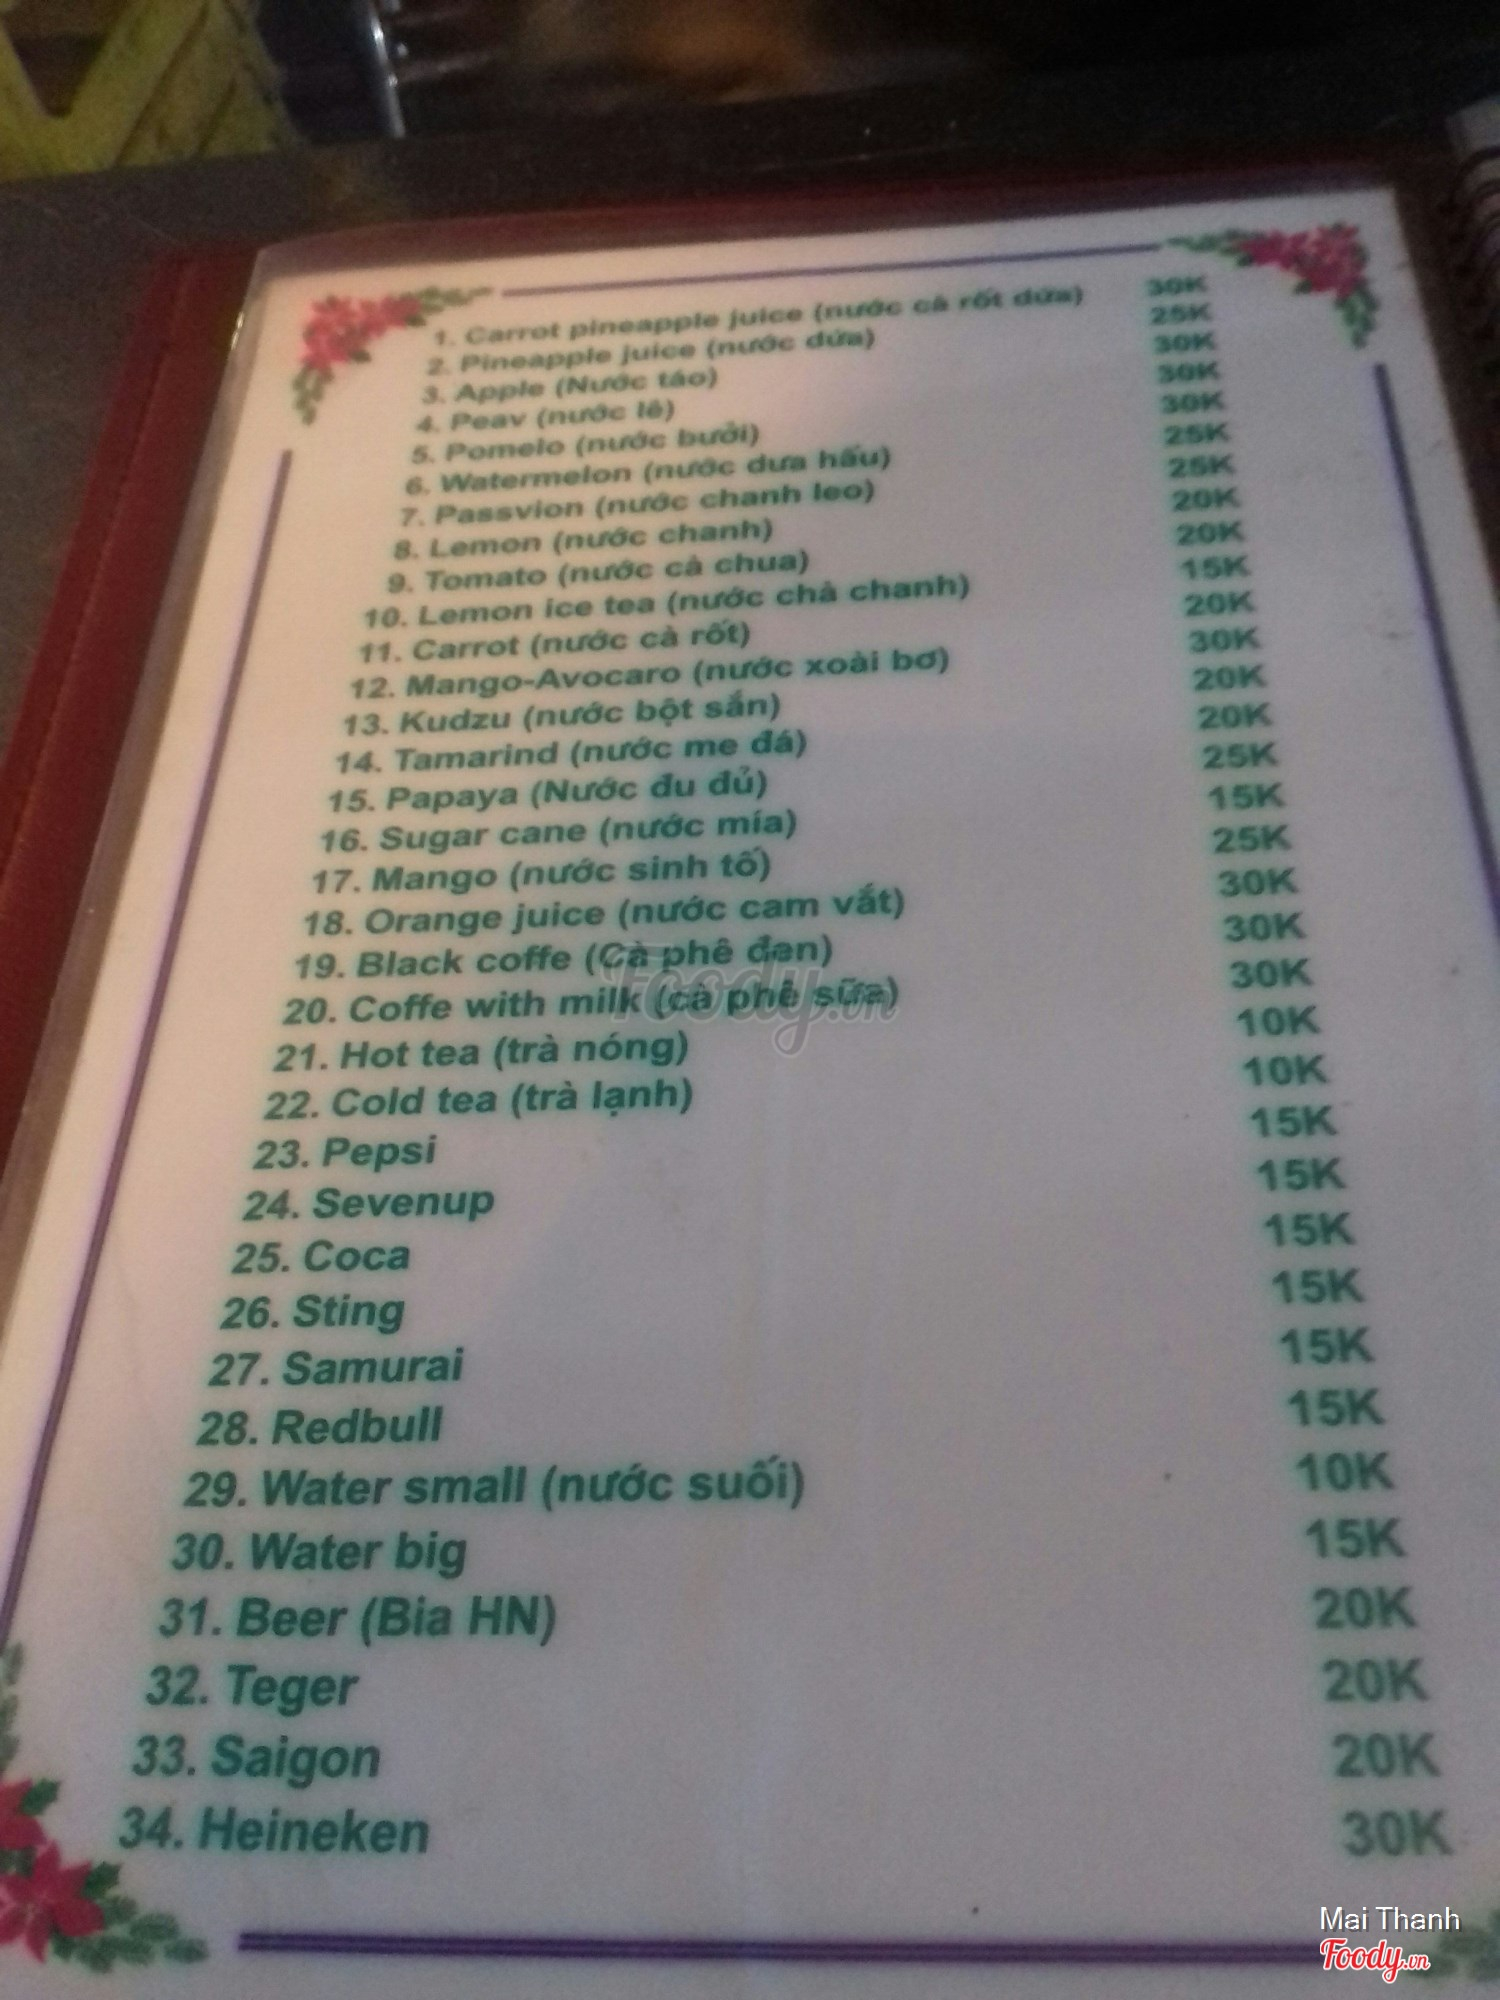 1. Carrot pineapple juice (nước cà rốt dứa) 30K
2. Pineapple juice (nước dứa) 25K
3. Apple (Nước táo) 30K
4. Peav (nước lê) 30K
5. Pomelo (nước bưởi) 30K
6. Watermelon (nước dưa hấu) 25K
7. Passvion (nước chanh leo) 25K
8. Lemon (nước chanh) 20K
9. Tomato (nước cà chua) 20K
10. Lemon ice tea (nước chà chanh) 15K
11. Carrot (nước cà rốt) 20K
12. Mango-Avocaro (nước xoài bơ) 30K
13. Kudzu (nước bột sắn) 20K
14. Tamarind (nước me đá) 20K
15. Papaya (Nước đu đủ) 25K
16. Sugar cane (nước mía) 15K
17. Mango (nước sinh tố) 25K
18. Orange juice (nước cam vắt) 30K
19. Black coffe (Cà phê đen) 30K
20. Coffe with milk (cà phê sữa) 30K
21. Hot tea (trà nóng) 10K
22. Cold tea (trà lạnh) 10K
23. Pepsi 15K
24. Sevenup 15K
25. Coca 15K
26. Sting 15K
27. Samurai 15K
28. Redbull 15K
29. Water small (nước suối) 10K
30. Water big 15K
31. Beer (Bia HN) 20K
32. Teger 20K
33. Saigon 20K
34. Heineken 30K
Foody.vn
Mai Thanh
Foody.vn